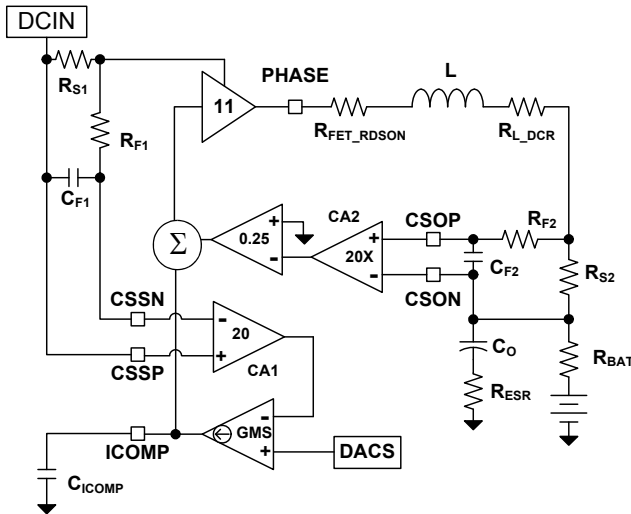 DCIN
RS1
PHASE
L
11
RFET_RDSON
RL_DCR
RF1
CF1
CA2
CSOP
RF2
Σ
+
0.25
-
+
20X
-
CF2
RS2
CSON
CSSN
-
20
+
CSSP
CA1
CO
RBAT
RESR
-
GMS
+
ICOMP
DACS
CICOMP